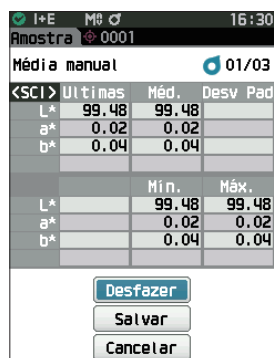 I+E M0 16:30
Amostra 0001
Média manual 01/03
<SCI> Ultimas Méd. Desv Pad
L* 99.48 99.48
a* 0.02 0.02
b* 0.04 0.04
Mín. Máx.
L* 99.48 99.48
a* 0.02 0.02
b* 0.04 0.04
Desfazer
Salvar
Cancelar